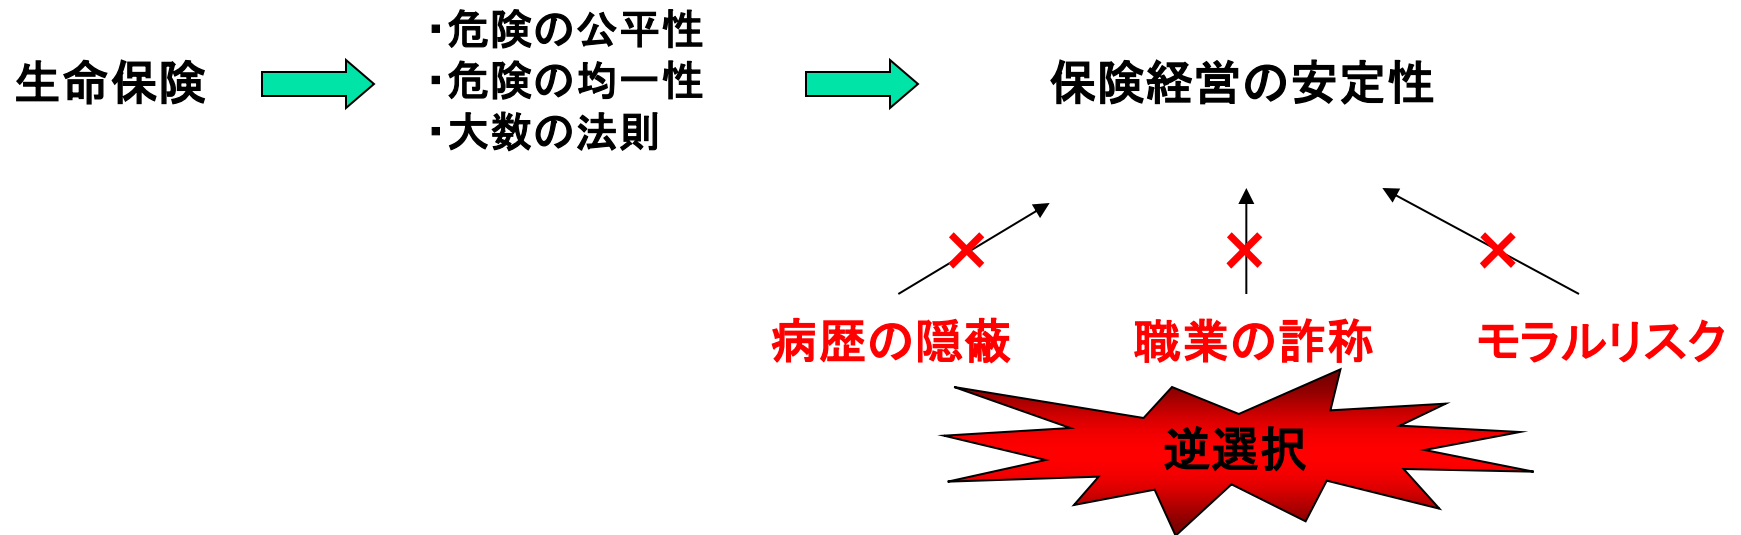 生命保険
・危険の公平性
・危険の均一性
・大数の法則
保険経営の安定性
病歴の隠蔽
職業の詐称
モラルリスク
逆選択